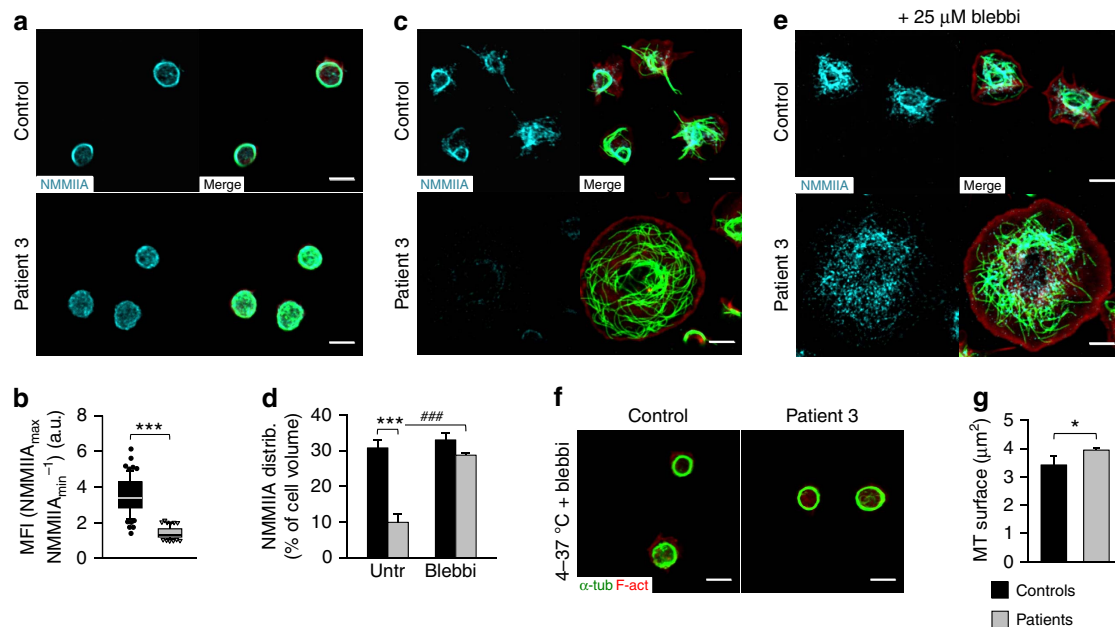 a
Control
NMMIIA
Merge
Patient 3
b
MFI (NMMIIAmax
NMMIIAmin⁻¹) (a.u.)
8
6
4
2
0
***
c
Control
NMMIIA
Merge
Patient 3
d
NMMIIA distrib.
(% of cell volume)
40
30
20
10
0
***
###
Untr
Blebbi
e
+ 25 μM blebbi
Control
NMMIIA
Merge
Patient 3
f
Control
Patient 3
4–37 °C + blebbi
α-tub F-act
g
MT surface (μm²)
5
4
3
2
1
0
*
Controls
Patients